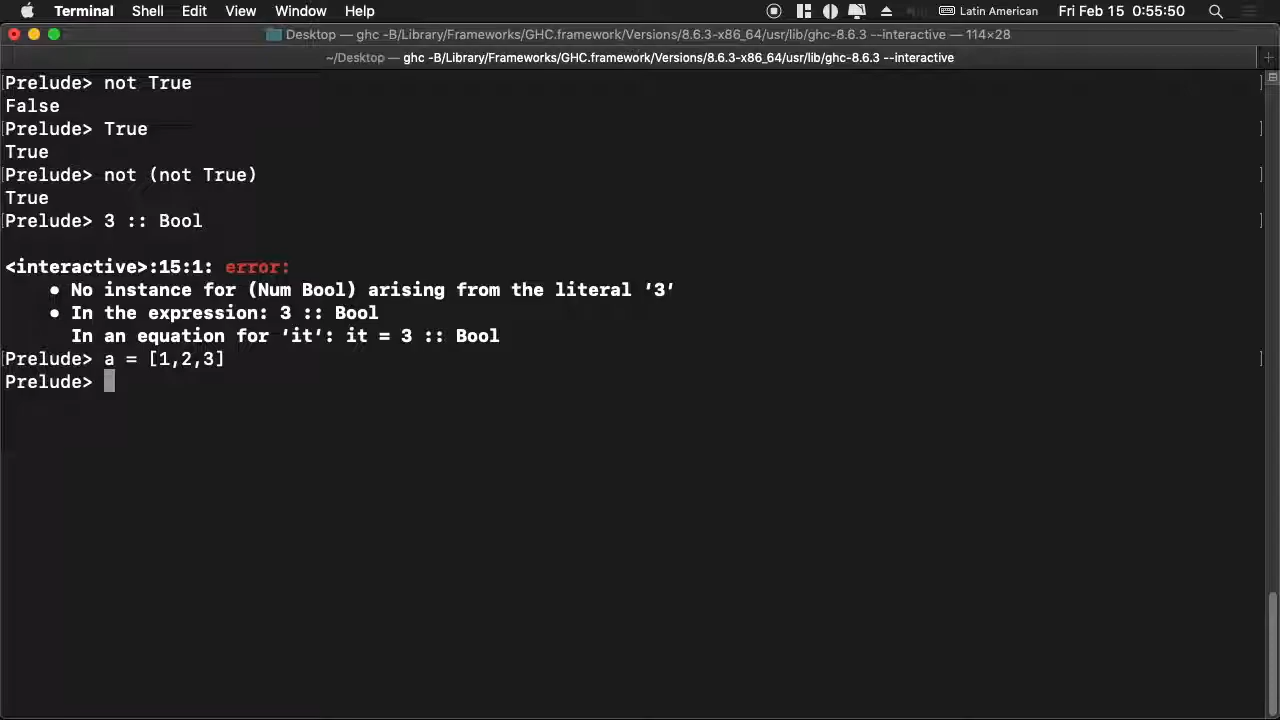 Terminal Shell Edit View Window Help Latin American Fri Feb 15 0:55:50
Desktop — ghc -B/Library/Frameworks/GHC.framework/Versions/8.6.3-x86_64/usr/lib/ghc-8.6.3 --interactive — 114×28
~/Desktop — ghc -B/Library/Frameworks/GHC.framework/Versions/8.6.3-x86_64/usr/lib/ghc-8.6.3 --interactive +
[Prelude> not True ]
False
[Prelude> True ]
True
[Prelude> not (not True) ]
True
[Prelude> 3 :: Bool ]
<interactive>:15:1: error:
• No instance for (Num Bool) arising from the literal ‘3’
• In the expression: 3 :: Bool
In an equation for ‘it’: it = 3 :: Bool
[Prelude> a = [1,2,3] ]
Prelude>